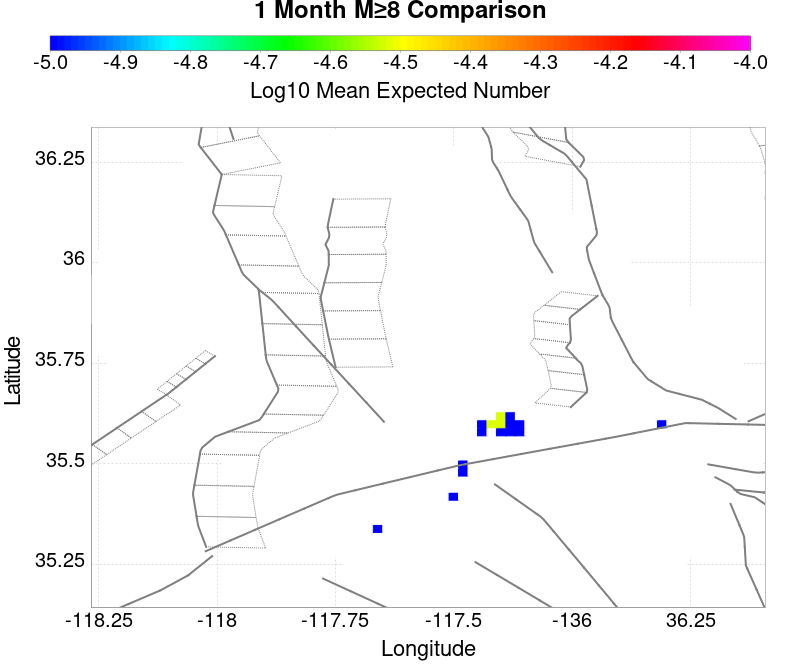 1 Month M≥8 Comparison
-5.0 -4.9 -4.8 -4.7 -4.6 -4.5 -4.4 -4.3 -4.2 -4.1 -4.0
Log10 Mean Expected Number
36.25
36
35.75
35.5
35.25
Latitude
-118.25 -118 -117.75 -117.5 -136 36.25
Longitude